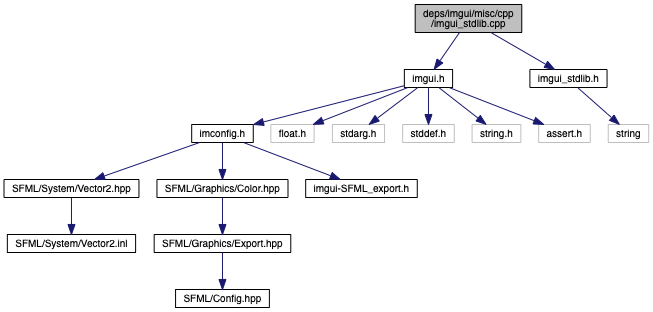 deps/imgui/misc/cpp
/imgui_stdlib.cpp
imgui.h
imgui_stdlib.h
imconfig.h
float.h
stdarg.h
stddef.h
string.h
assert.h
string
SFML/System/Vector2.hpp
SFML/Graphics/Color.hpp
imgui-SFML_export.h
SFML/System/Vector2.inl
SFML/Graphics/Export.hpp
SFML/Config.hpp